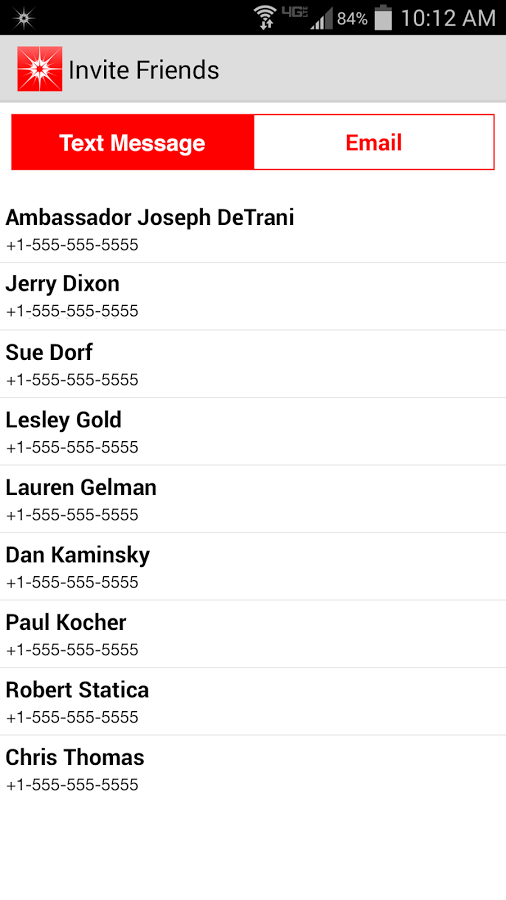 4G LTE 84% 10:12 AM
Invite Friends
Text Message Email
Ambassador Joseph DeTrani
+1-555-555-5555
Jerry Dixon
+1-555-555-5555
Sue Dorf
+1-555-555-5555
Lesley Gold
+1-555-555-5555
Lauren Gelman
+1-555-555-5555
Dan Kaminsky
+1-555-555-5555
Paul Kocher
+1-555-555-5555
Robert Statica
+1-555-555-5555
Chris Thomas
+1-555-555-5555